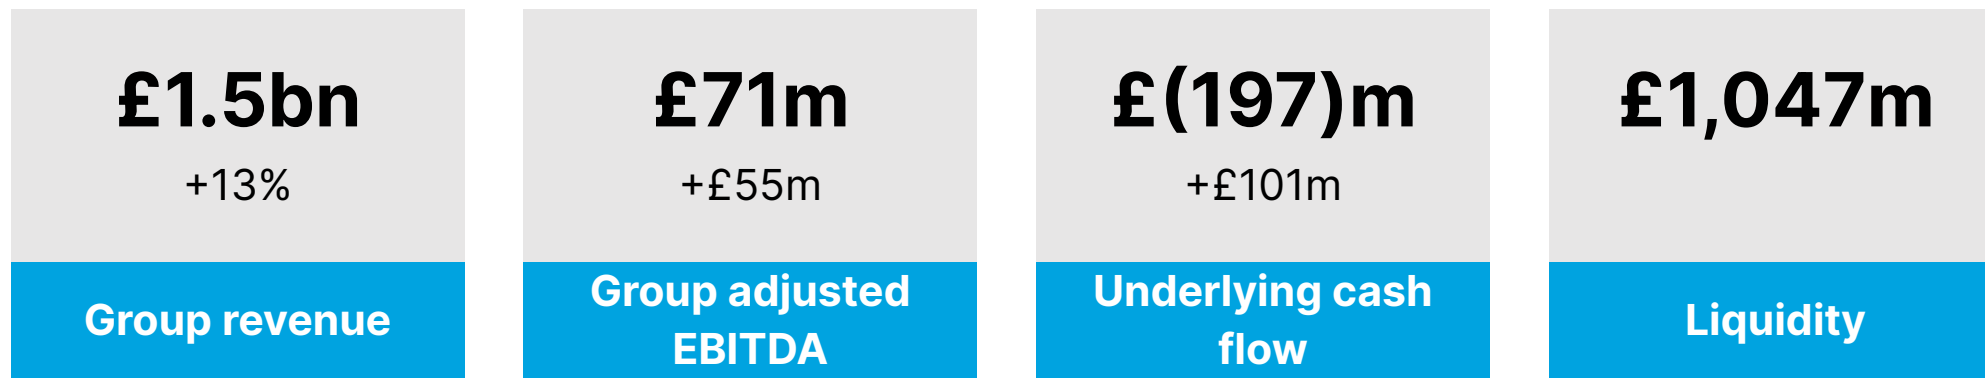 £1.5bn
+13%
Group revenue
£71m
+£55m
Group adjusted
EBITDA
£(197)m
+£101m
Underlying cash
flow
£1,047m
Liquidity